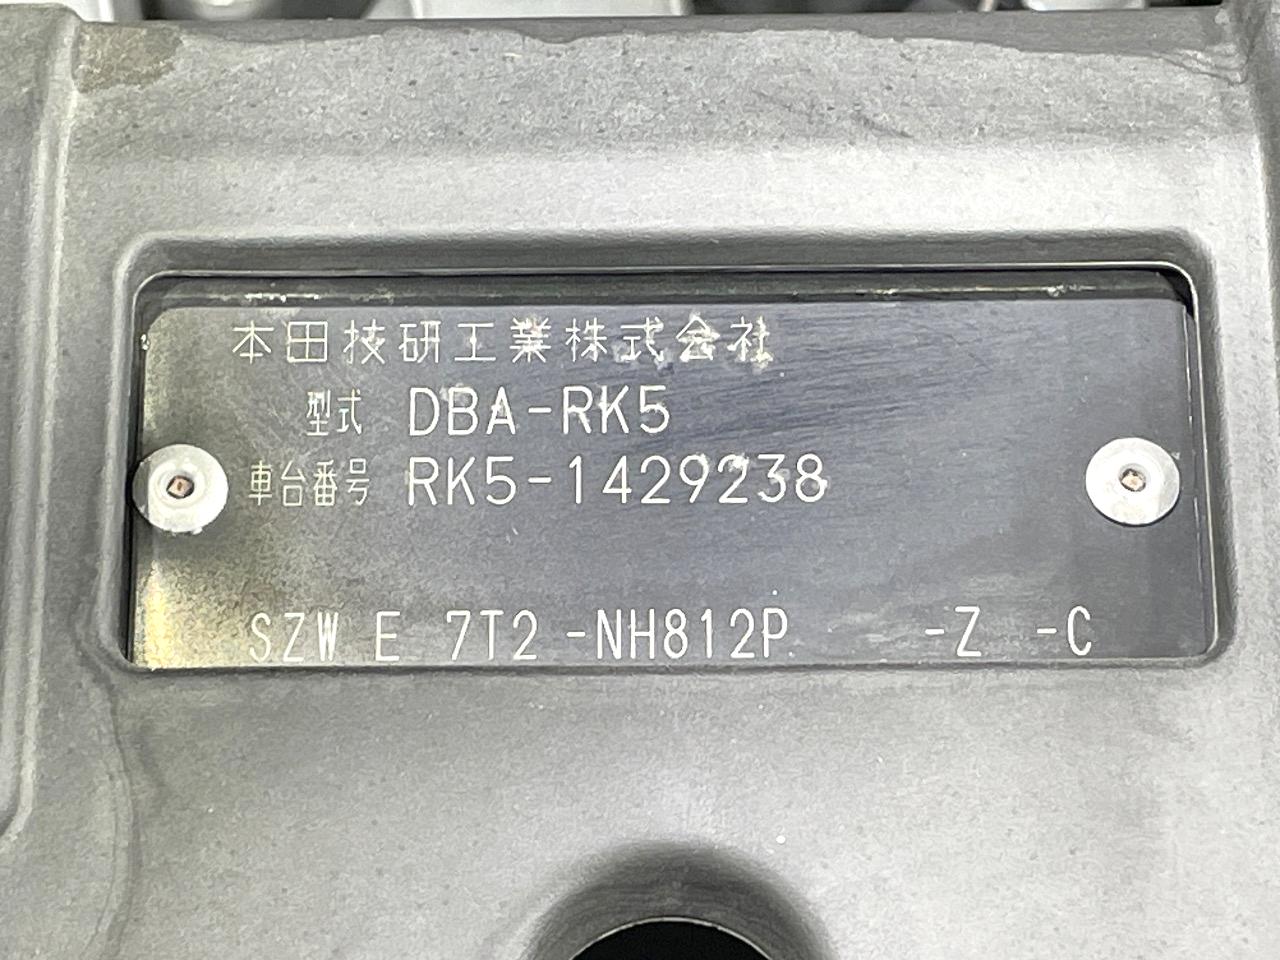 本田技研工業株式会社
型式 DBA-RK5
車台番号 RK5-1429238
SZW E 7T2 -NH812P -Z -C